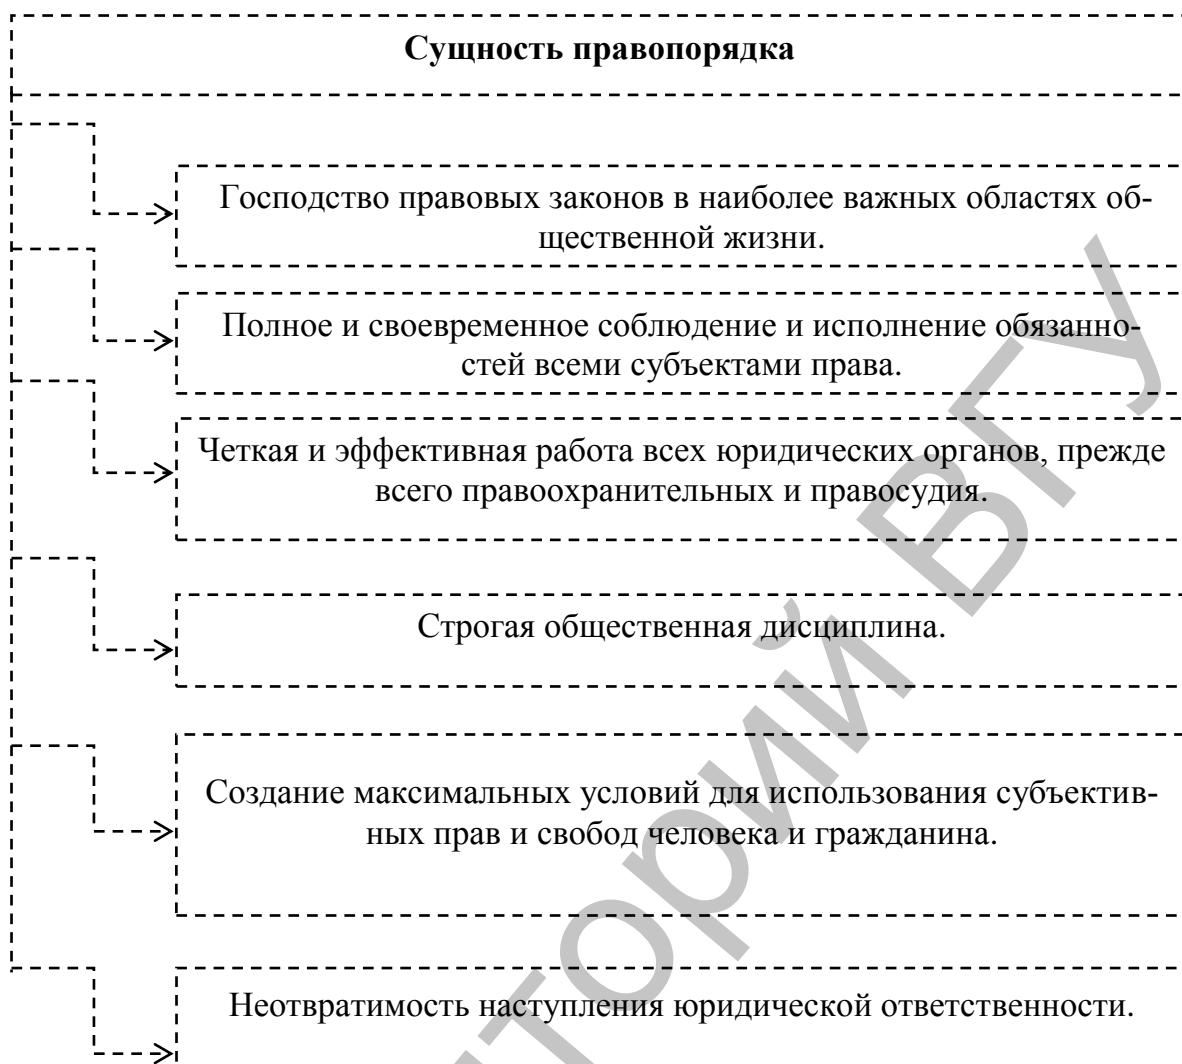 Сущность правопорядка
Господство правовых законов в наиболее важных областях об-
щественной жизни.
Полное и своевременное соблюдение и исполнение обязанно-
стей всеми субъектами права.
Четкая и эффективная работа всех юридических органов, прежде
всего правоохранительных и правосудия.
Строгая общественная дисциплина.
Создание максимальных условий для использования субъектив-
ных прав и свобод человека и гражданина.
Неотвратимость наступления юридической ответственности.
торий ВГУ